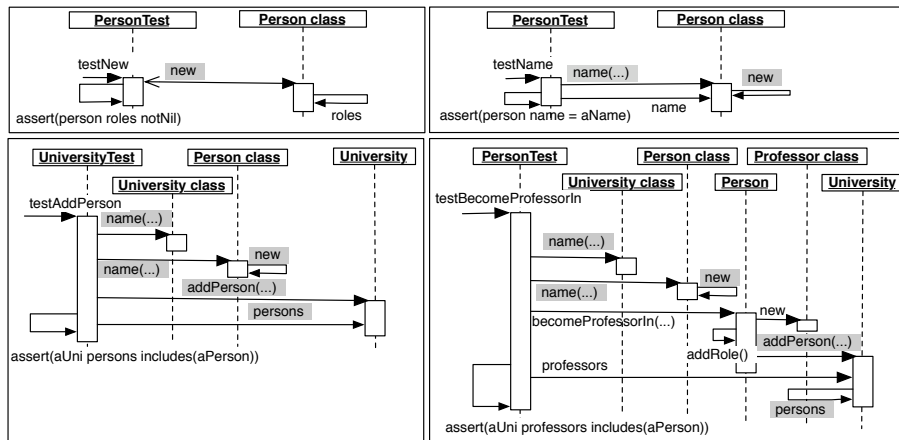 PersonTest
Person class
testNew
new
roles
assert(person roles notNil)
PersonTest
Person class
testName
name(...)
new
name
assert(person name = aName)
UniversityTest
Person class
University
University class
testAddPerson
name(...)
new
name(...)
addPerson(...)
persons
assert(aUni persons includes(aPerson))
PersonTest
Person class
Professor class
University class
Person
University
testBecomeProfessorIn
name(...)
new
name(...)
becomeProfessorIn(...)
new
addRole()
addPerson(...)
professors
persons
assert(aUni professors includes(aPerson))